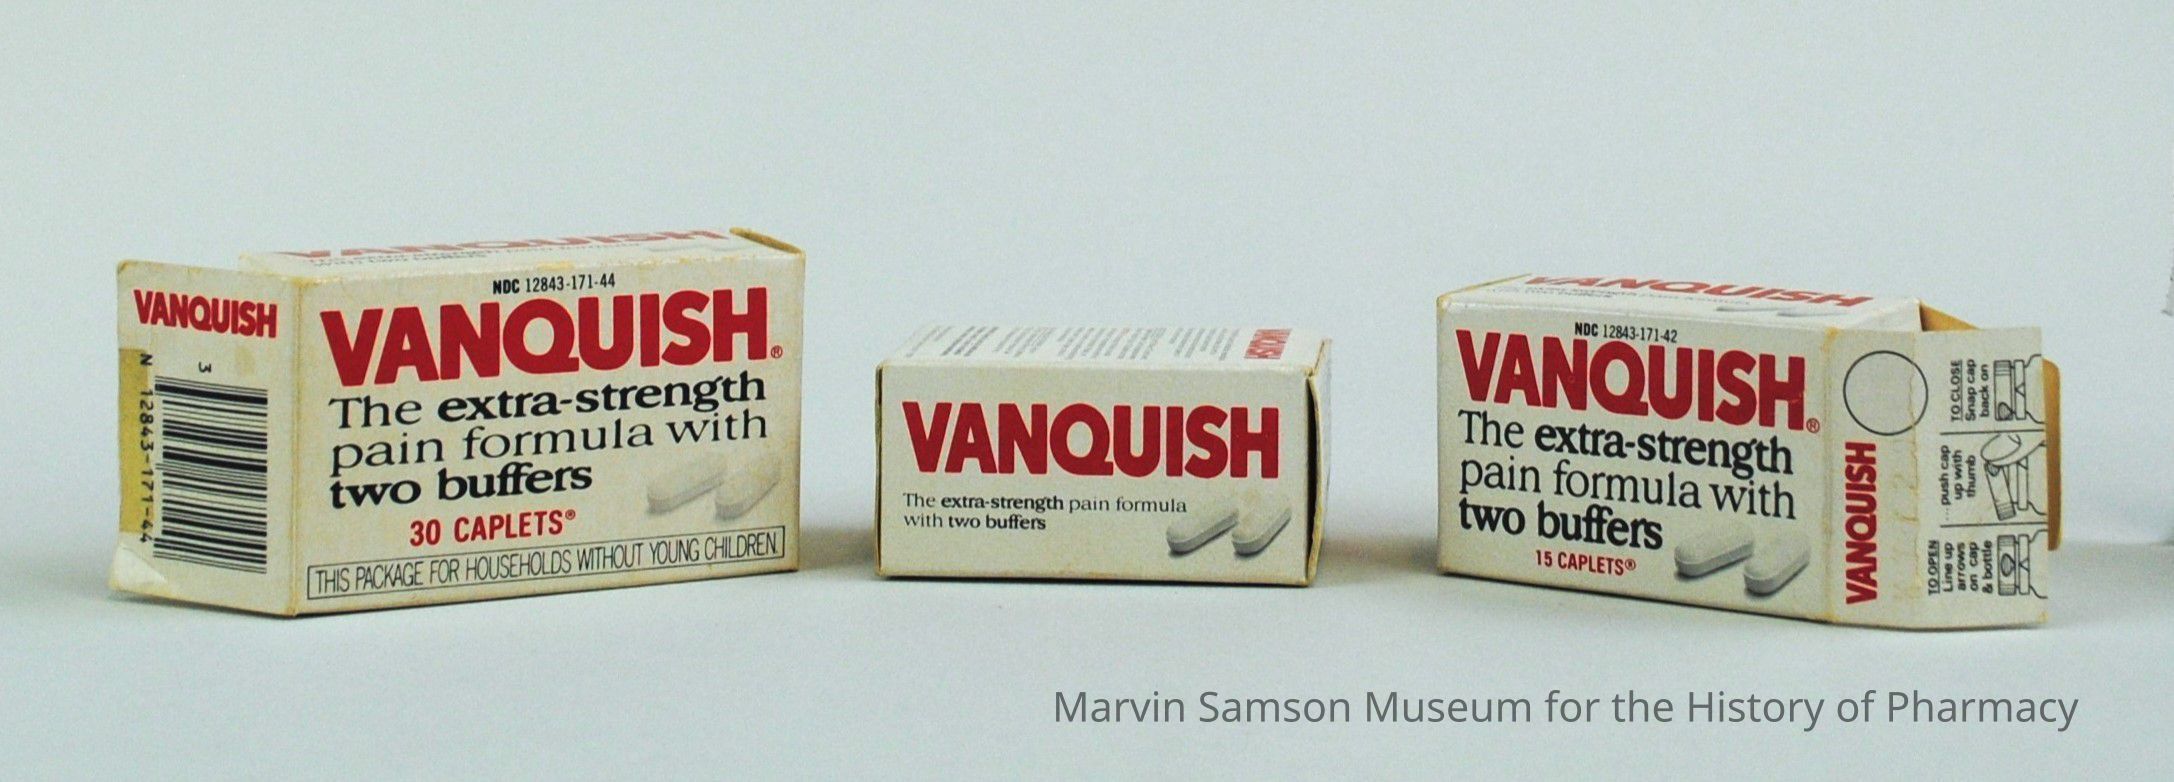 VANQUISH
3
N 12843-171-44
VANQUISH
NDC 12843-171-44
VANQUISH®
The extra-strength
pain formula with
two buffers
30 CAPLETS®
THIS PACKAGE FOR HOUSEHOLDS WITHOUT YOUNG CHILDREN.
VANQUISH
VANQUISH
The extra-strength pain formula
with two buffers
VANQUISH
NDC 12843-171-42
VANQUISH®
The extra-strength
pain formula with
two buffers
15 CAPLETS®
VANQUISH
TO OPEN
Line up
arrows
on cap
& bottle
...push cap
up with
thumb
TO CLOSE
Snap cap
back on
Marvin Samson Museum for the History of Pharmacy